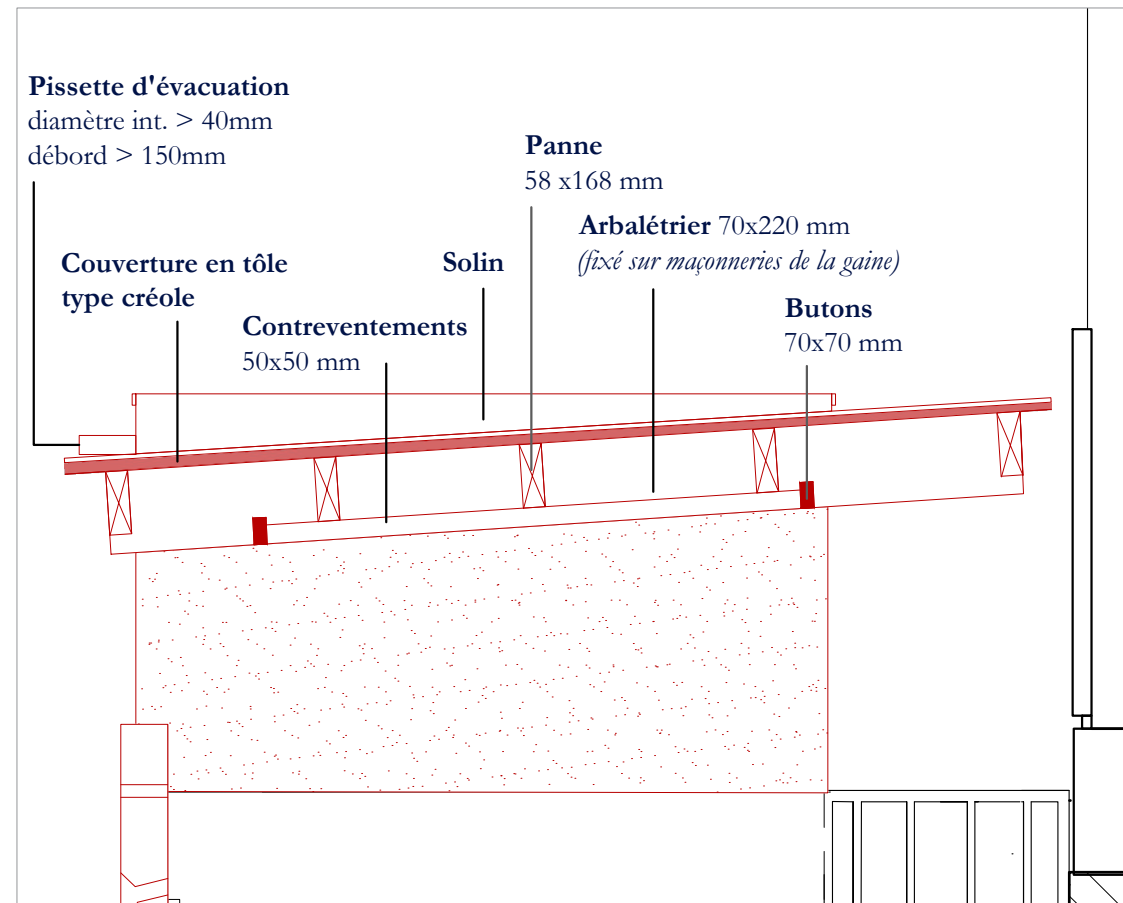 Pissette d'évacuation
diamètre int. > 40mm
débord > 150mm
Panne
58 x168 mm
Arbalétrier 70x220 mm
(fixé sur maçonneries de la gaine)
Couverture en tôle
type créole
Solin
Contreventements
50x50 mm
Butons
70x70 mm